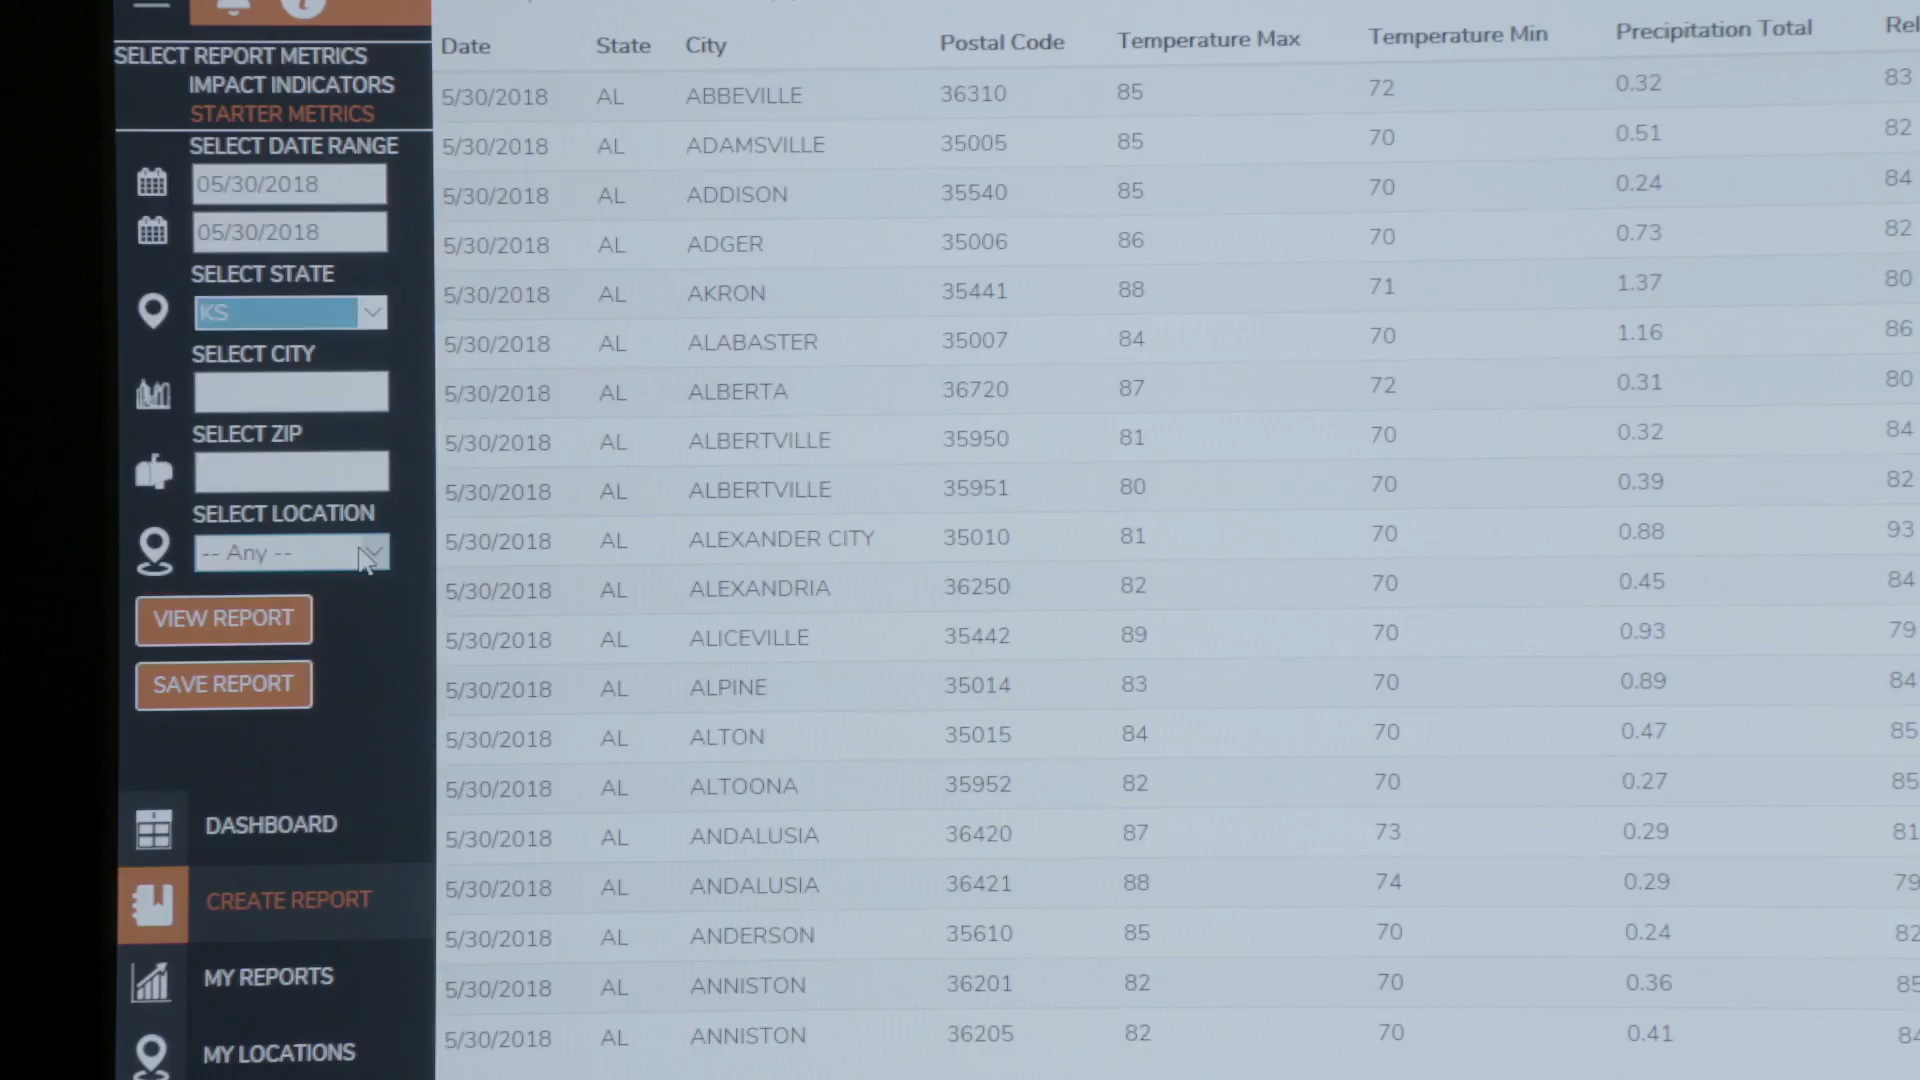 SELECT REPORT METRICS
IMPACT INDICATORS
STARTER METRICS
SELECT DATE RANGE
05/30/2018
05/30/2018
SELECT STATE
KS
SELECT CITY
SELECT ZIP
SELECT LOCATION
-- Any --
VIEW REPORT
SAVE REPORT
DASHBOARD
CREATE REPORT
MY REPORTS
MY LOCATIONS
Date State City Postal Code Temperature Max Temperature Min Precipitation Total
5/30/2018 AL ABBEVILLE 36310 85 72 0.32 83
5/30/2018 AL ADAMSVILLE 35005 85 70 0.51 82
5/30/2018 AL ADDISON 35540 85 70 0.24 84
5/30/2018 AL ADGER 35006 86 70 0.73 82
5/30/2018 AL AKRON 35441 88 71 1.37 80
5/30/2018 AL ALABASTER 35007 84 70 1.16 86
5/30/2018 AL ALBERTA 36720 87 72 0.31 80
5/30/2018 AL ALBERTVILLE 35950 81 70 0.32 84
5/30/2018 AL ALBERTVILLE 35951 80 70 0.39 82
5/30/2018 AL ALEXANDER CITY 35010 81 70 0.88 93
5/30/2018 AL ALEXANDRIA 36250 82 70 0.45 84
5/30/2018 AL ALICEVILLE 35442 89 70 0.93 79
5/30/2018 AL ALPINE 35014 83 70 0.89 84
5/30/2018 AL ALTON 35015 84 70 0.47 85
5/30/2018 AL ALTOONA 35952 82 70 0.27 85
5/30/2018 AL ANDALUSIA 36420 87 73 0.29 81
5/30/2018 AL ANDALUSIA 36421 88 74 0.29 79
5/30/2018 AL ANDERSON 35610 85 70 0.24 82
5/30/2018 AL ANNISTON 36201 82 70 0.36 85
5/30/2018 AL ANNISTON 36205 82 70 0.41 84